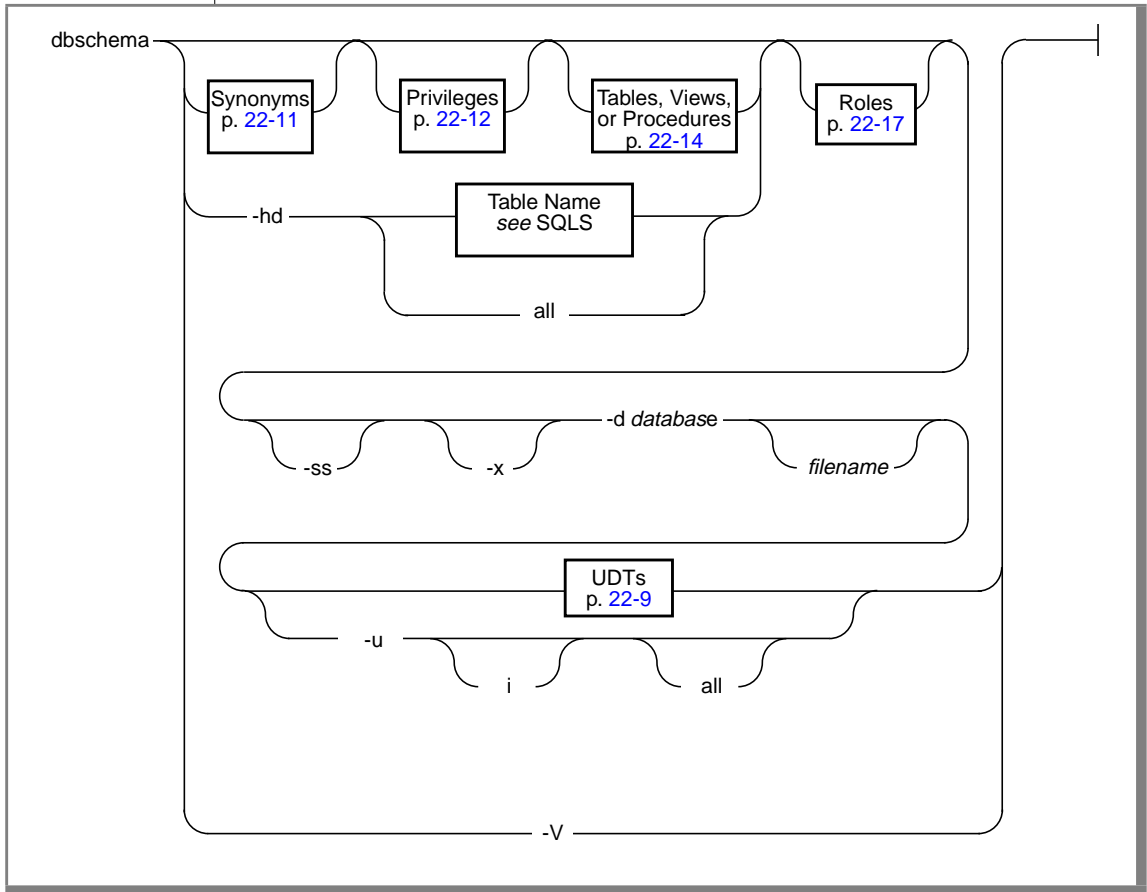 dbschema
Synonyms
p. 22-11
Privileges
p. 22-12
Tables, Views,
or Procedures
p. 22-14
Roles
p. 22-17
-hd
Table Name
see SQLS
all
-ss
-x
-d database
filename
UDTs
p. 22-9
-u
i
all
-V